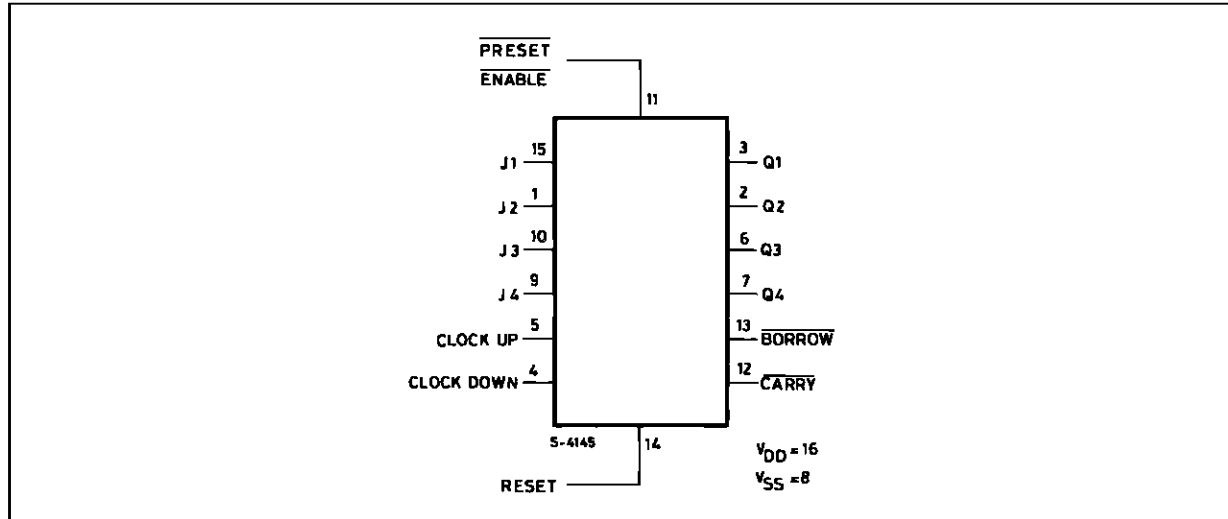 PRESET
ENABLE
11
J1 15
3 Q1
J2 1
2 Q2
J3 10
6 Q3
J4 9
7 Q4
CLOCK UP 5
13 BORROW
CLOCK DOWN 4
12 CARRY
S-4145
14
RESET
VDD = 16
VSS = 8